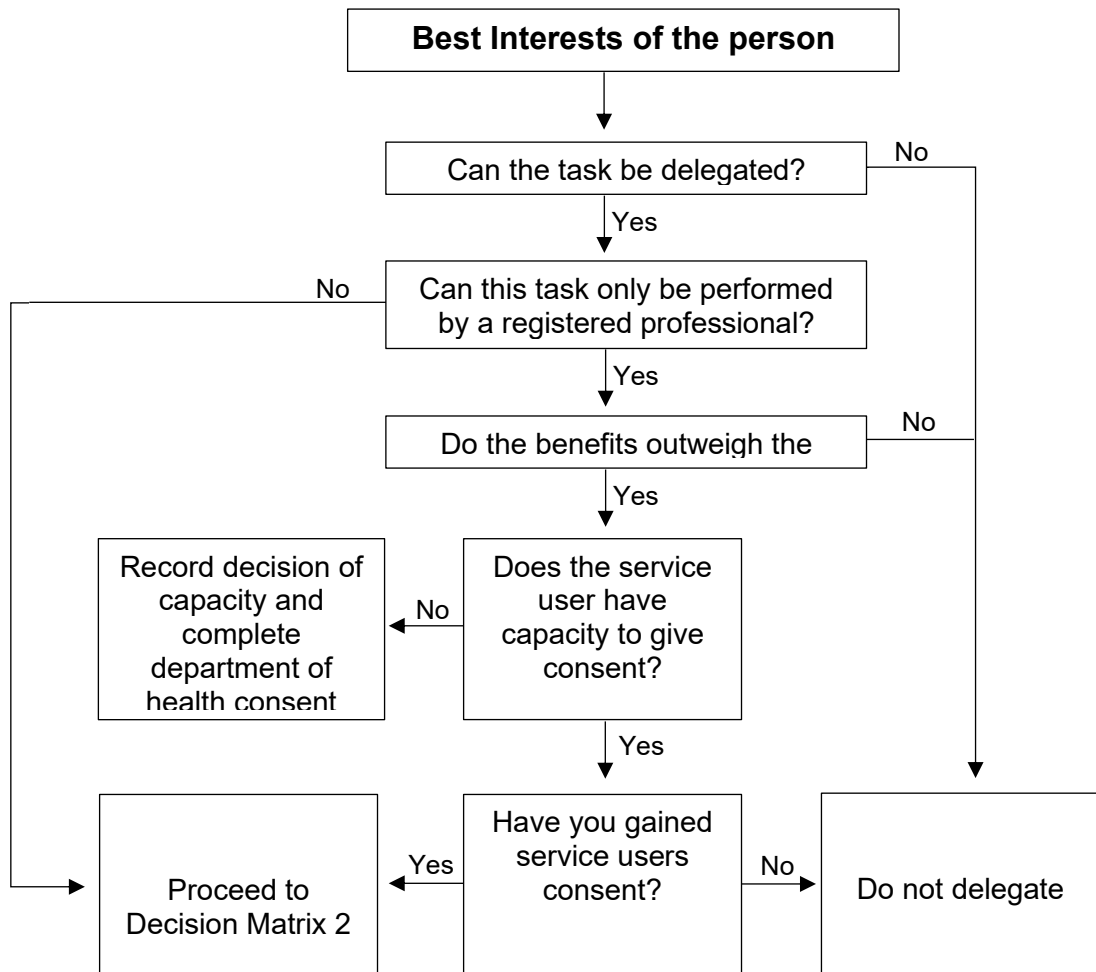 Best Interests of the person
Can the task be delegated?
No
Yes
No
Can this task only be performed
by a registered professional?
Yes
Do the benefits outweigh the
No
Yes
Record decision of
capacity and
complete
department of
health consent
No
Does the service
user have
capacity to give
consent?
Yes
Proceed to
Decision Matrix 2
Yes
Have you gained
service users
consent?
No
Do not delegate